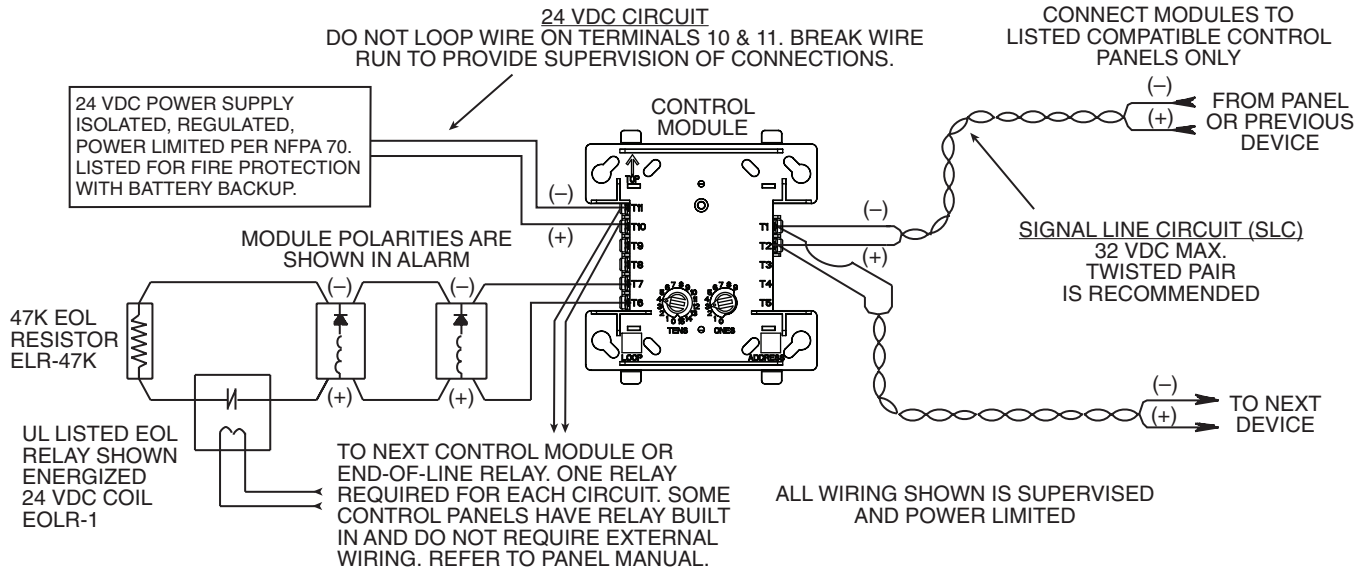 24 VDC CIRCUIT
DO NOT LOOP WIRE ON TERMINALS 10 & 11. BREAK WIRE
RUN TO PROVIDE SUPERVISION OF CONNECTIONS.
CONNECT MODULES TO
LISTED COMPATIBLE CONTROL
PANELS ONLY
24 VDC POWER SUPPLY
ISOLATED, REGULATED,
POWER LIMITED PER NFPA 70.
LISTED FOR FIRE PROTECTION
WITH BATTERY BACKUP.
CONTROL
MODULE
(–)
(+)
FROM PANEL
OR PREVIOUS
DEVICE
(–)
(+)
TOP
T11
T10
T9
T8
T7
T6
T1
T2
T3
T4
T5
TENS
ONES
LOOP
ADDRESS
(–)
(+)
SIGNAL LINE CIRCUIT (SLC)
32 VDC MAX.
TWISTED PAIR
IS RECOMMENDED
MODULE POLARITIES ARE
SHOWN IN ALARM
(–)
(–)
(+)
(+)
47K EOL
RESISTOR
ELR-47K
UL LISTED EOL
RELAY SHOWN
ENERGIZED
24 VDC COIL
EOLR-1
TO NEXT CONTROL MODULE OR
END-OF-LINE RELAY. ONE RELAY
REQUIRED FOR EACH CIRCUIT. SOME
CONTROL PANELS HAVE RELAY BUILT
IN AND DO NOT REQUIRE EXTERNAL
WIRING. REFER TO PANEL MANUAL.
(–)
(+)
TO NEXT
DEVICE
ALL WIRING SHOWN IS SUPERVISED
AND POWER LIMITED